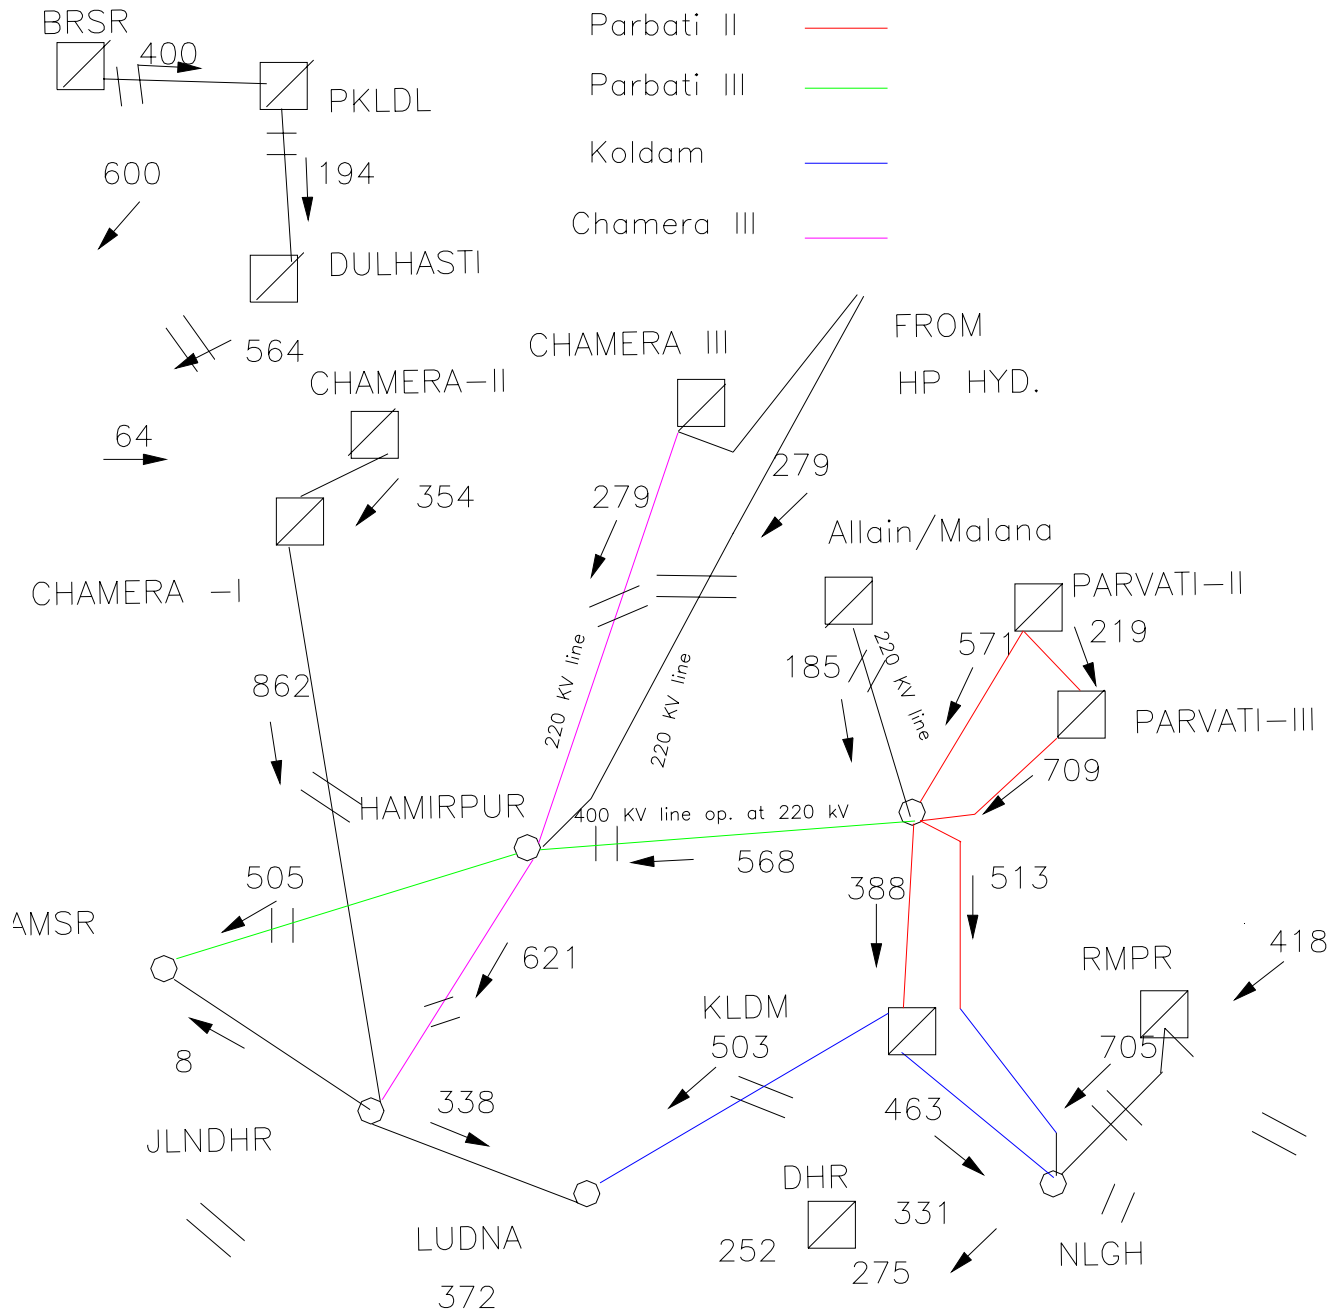 BRSR
Parbati II
400
PKLDL
Parbati III
600
194
Koldam
Chamera III
DULHASTI
FROM
HP HYD.
564
CHAMERA III
CHAMERA-II
64
354
279
279
Allain/Malana
CHAMERA -I
PARVATI-II
219
571
185
220 KV line
220 KV line
220 KV line
862
PARVATI-III
709
HAMIRPUR
400 KV line op. at 220 kV
568
505
388
513
AMSR
418
621
RMPR
KLDM
503
705
8
338
463
JLNDHR
DHR
331
LUDNA
252
275
NLGH
372